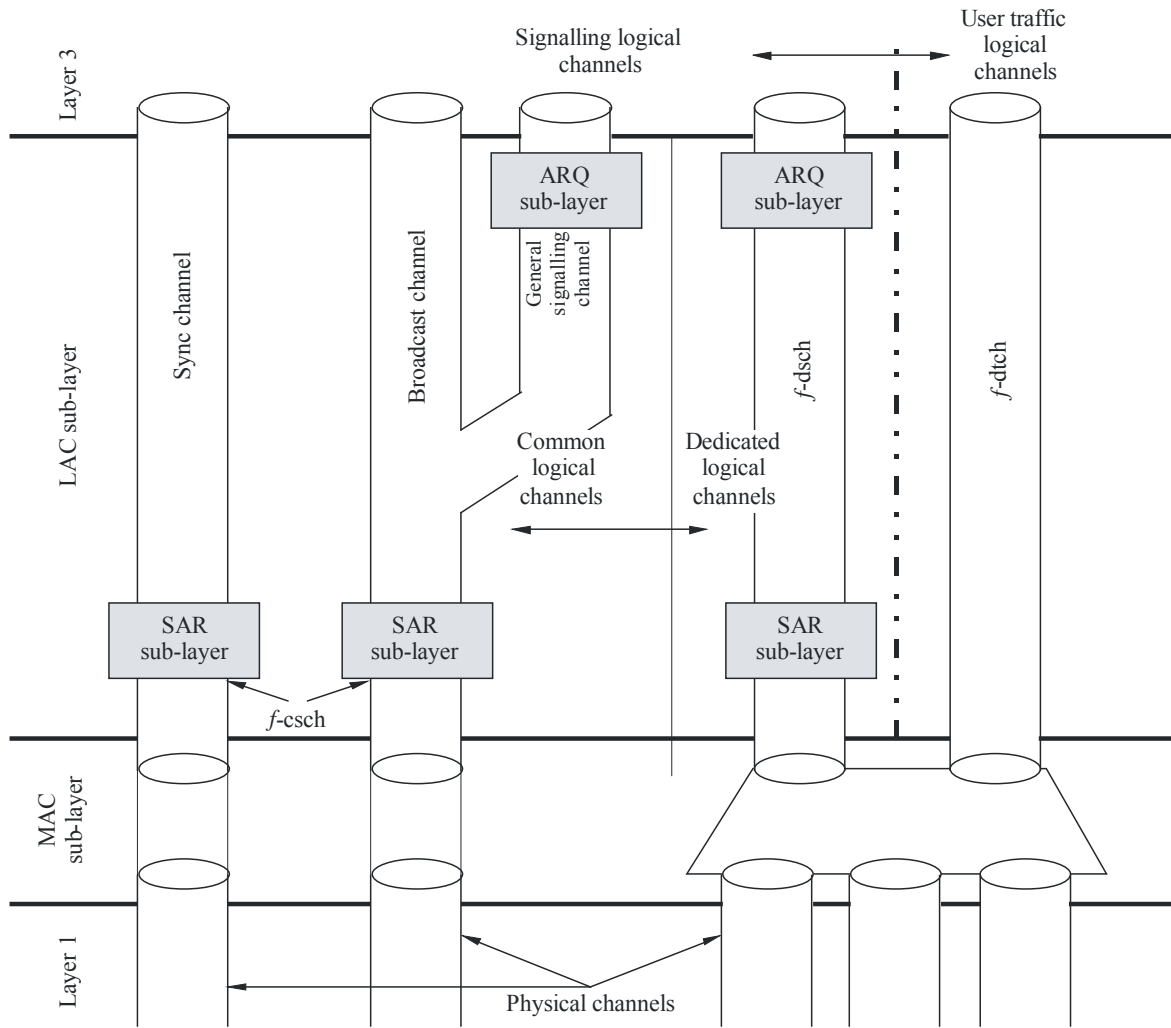 Layer 3
Signalling logical
channels
User traffic
logical
channels
LAC sub-layer
Sync channel
Broadcast channel
ARQ
sub-layer
General
signalling
channel
ARQ
sub-layer
f-dsch
f-dtch
Common
logical
channels
Dedicated
logical
channels
SAR
sub-layer
SAR
sub-layer
SAR
sub-layer
f-csch
MAC
sub-layer
Layer 1
Physical channels